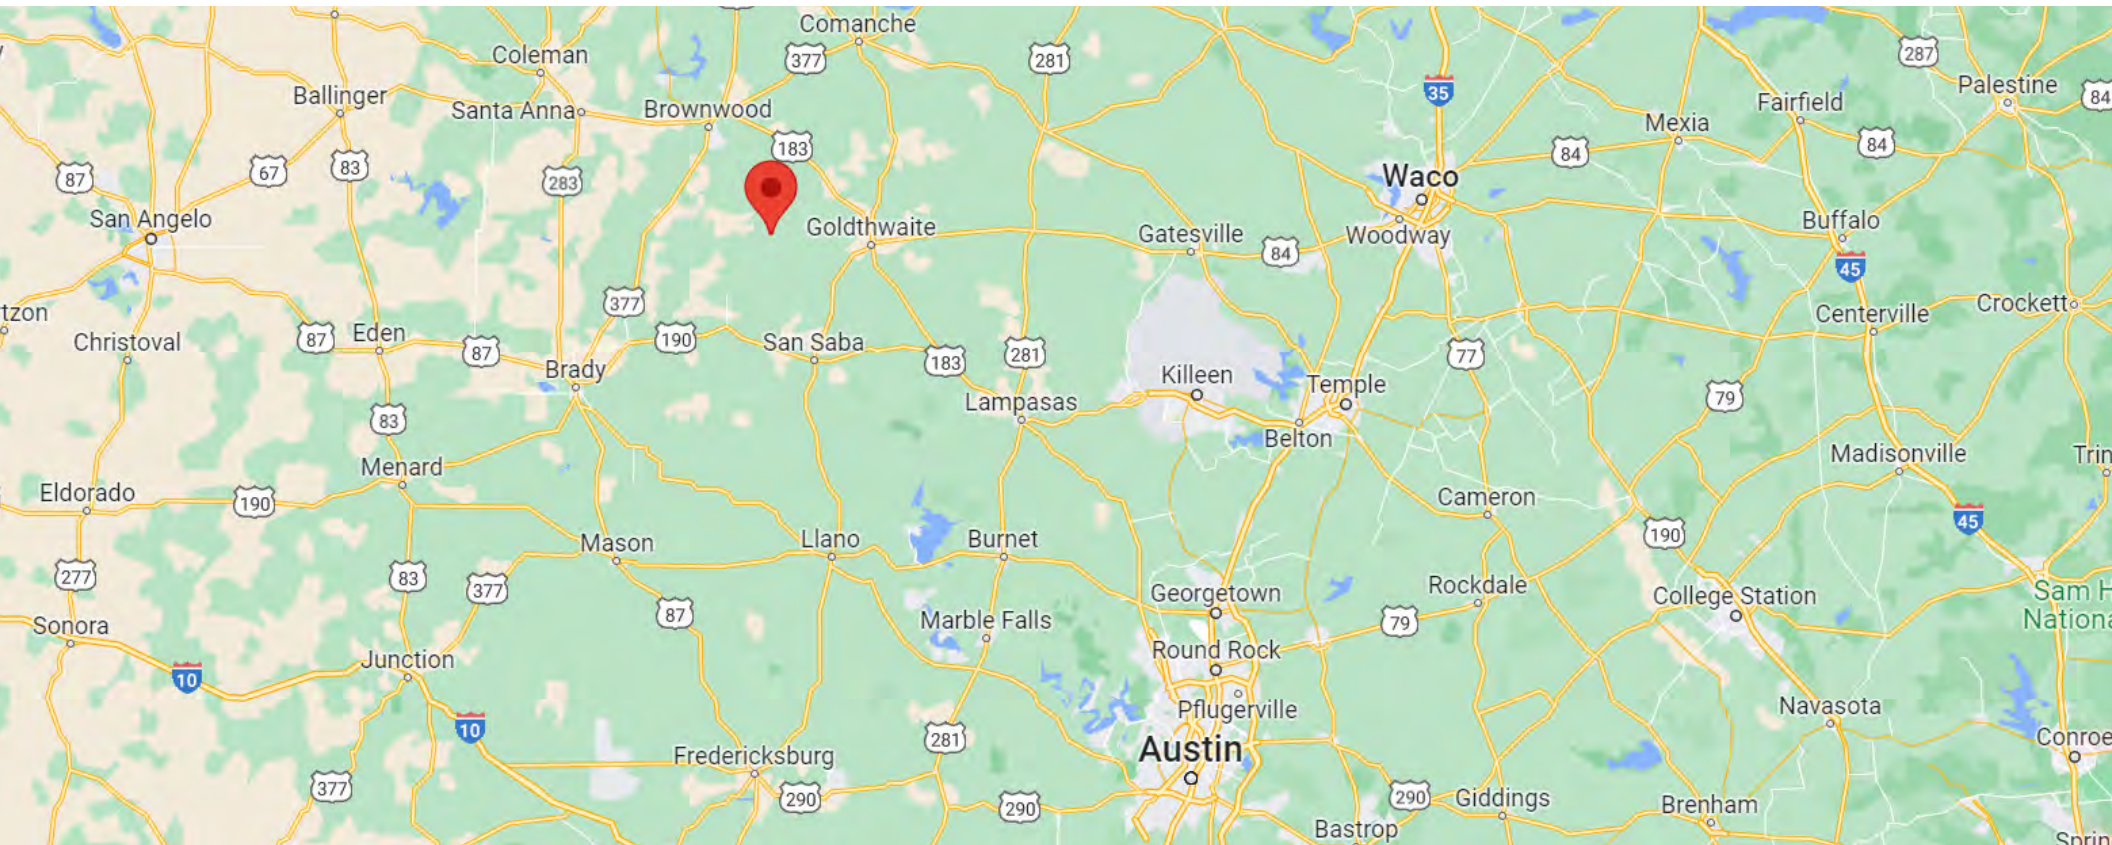 Comanche
Coleman
377
281
287
Palestine
84
Ballinger
Santa Anna
Brownwood
35
Fairfield
Mexia
84
84
183
87
67
83
283
Waco
San Angelo
Goldthwaite
Gatesville
84
Woodway
Buffalo
45
377
tzon
Christoval
87
Eden
87
190
San Saba
183
281
77
Centerville
Crockett
Brady
Killeen
Temple
79
Lampasas
83
Belton
Menard
Madisonville
Trin
Eldorado
190
Cameron
45
190
Mason
Llano
Burnet
277
83
377
87
Georgetown
Rockdale
79
College Station
Sam H
Nationa
Sonora
Marble Falls
Junction
Round Rock
10
10
Pflugerville
Navasota
281
Austin
Conroe
Fredericksburg
377
290
290
290
Giddings
Brenham
Bastrop
Sprin